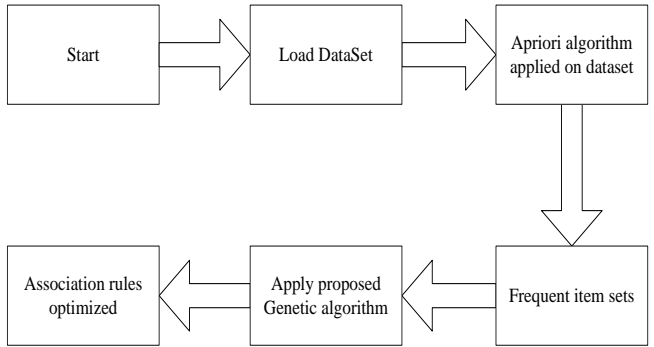 Start
Load DataSet
Apriori algorithm
applied on dataset
Frequent item sets
Apply proposed
Genetic algorithm
Association rules
optimized